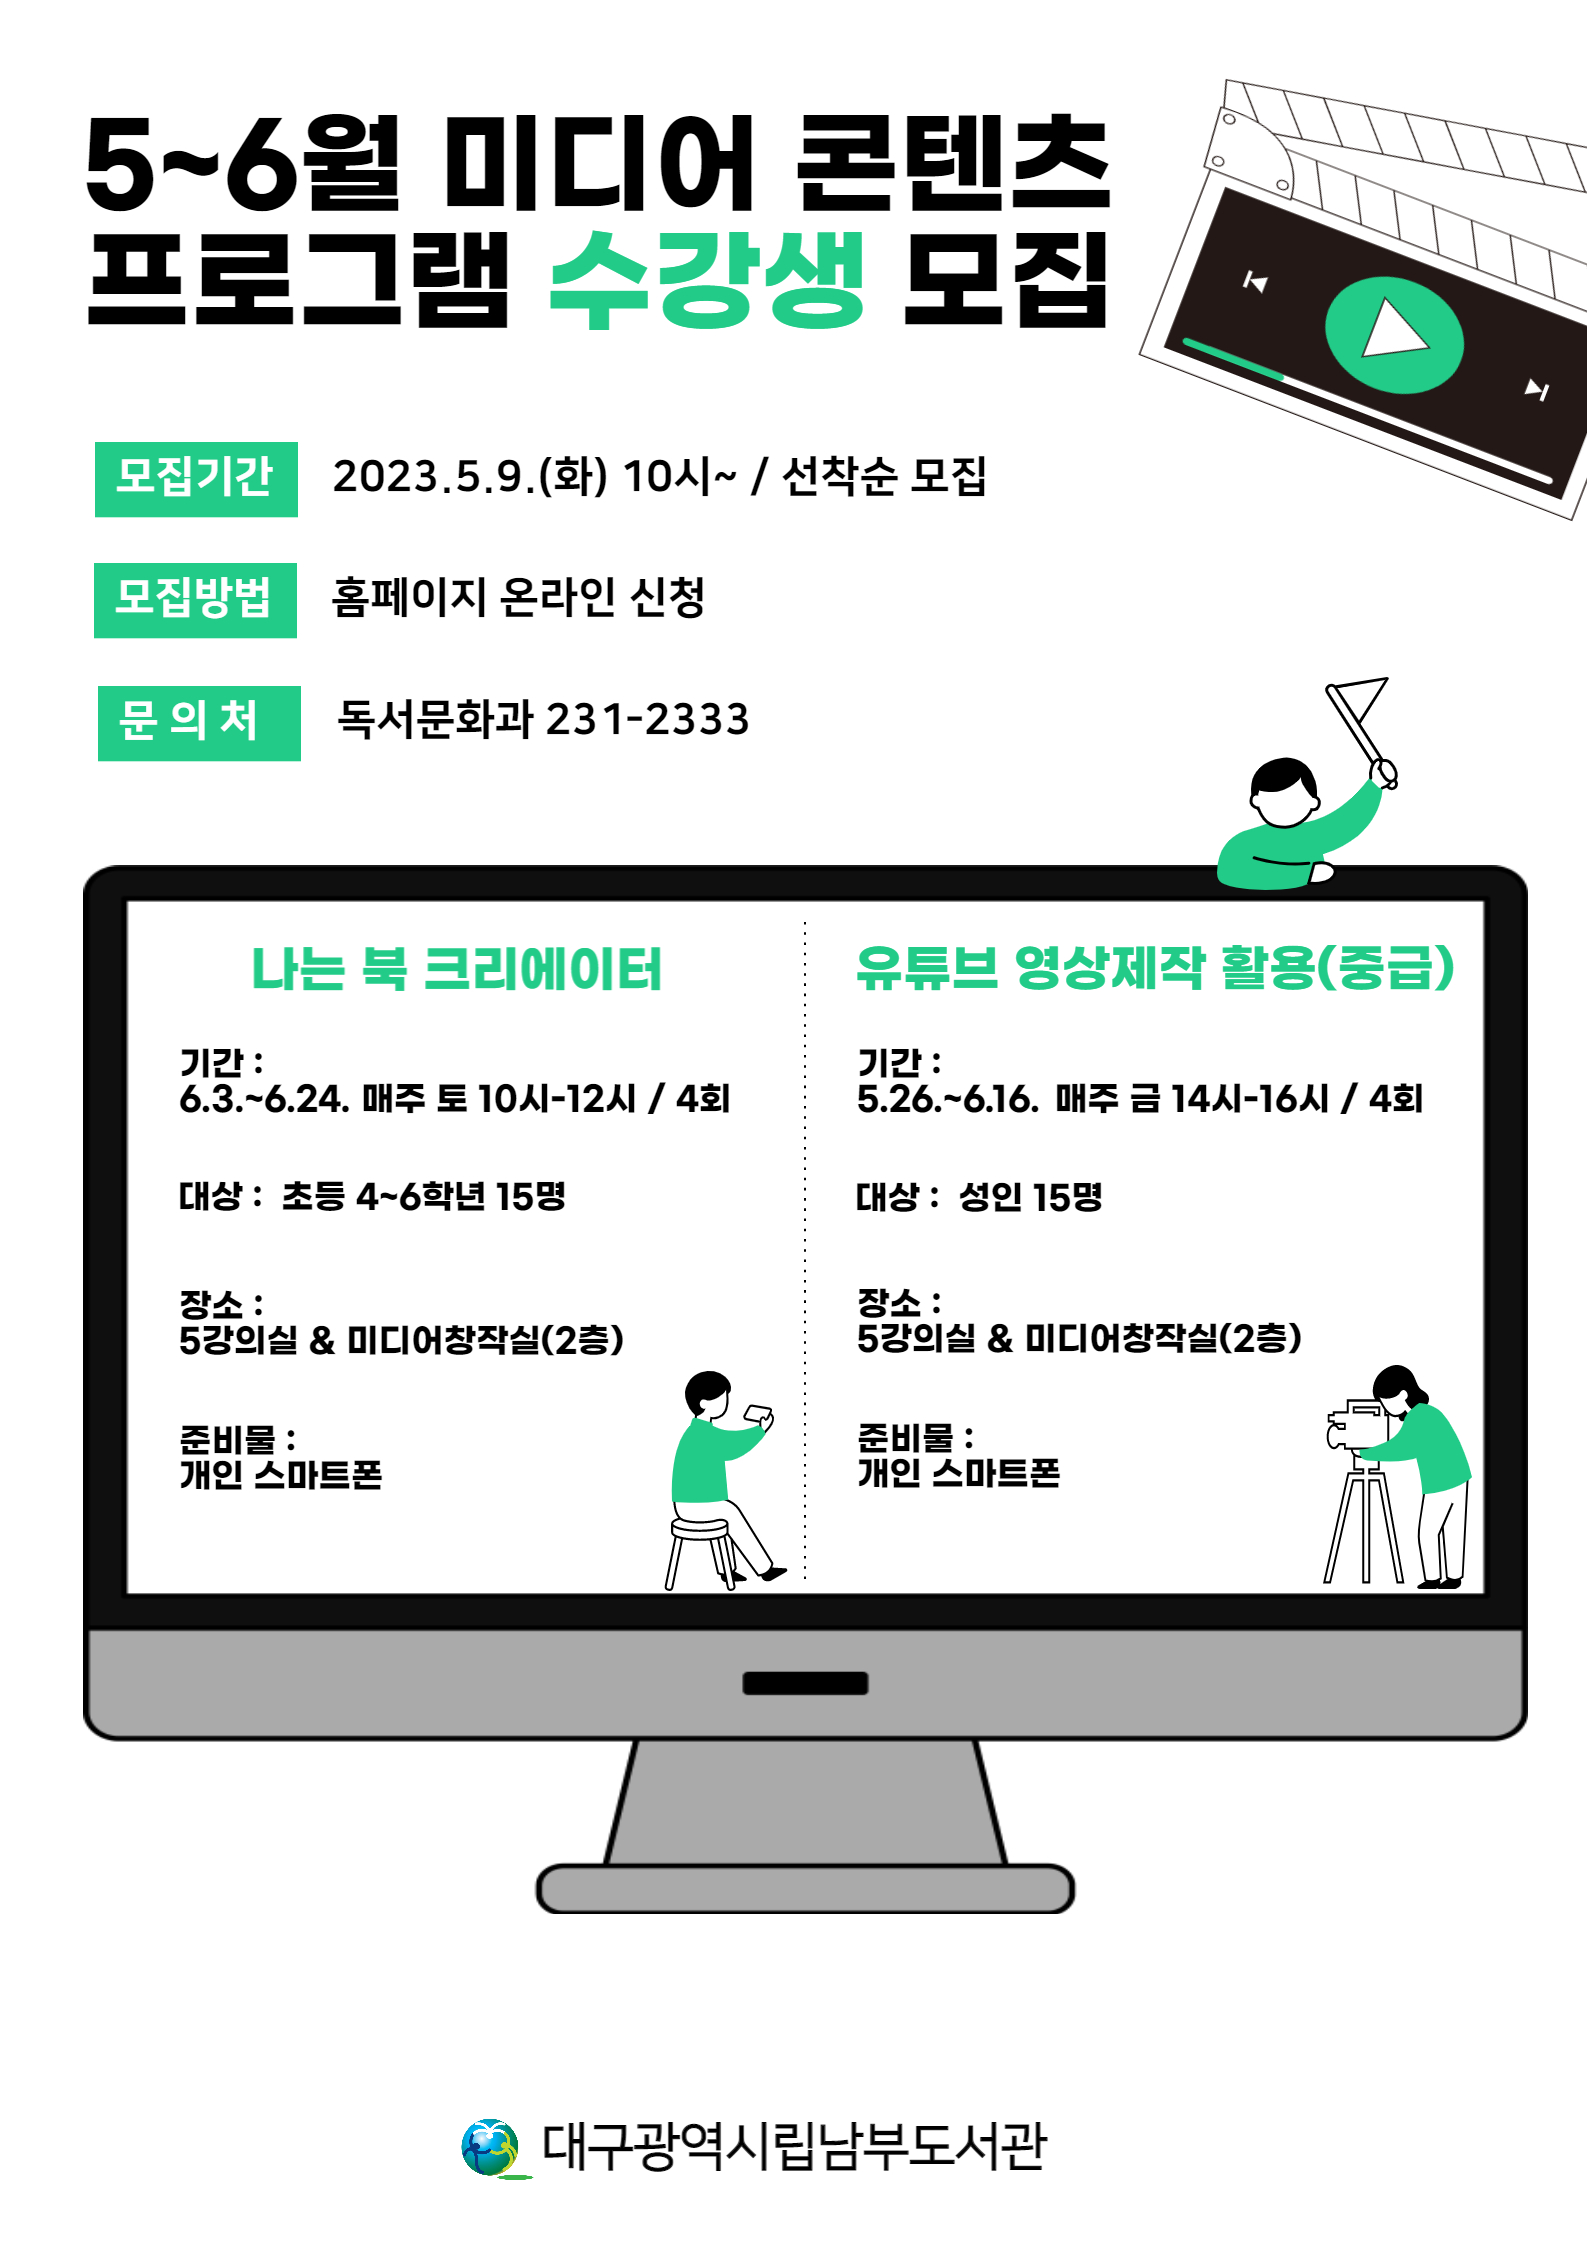 5~6월 미디어 콘텐츠
프로그램 수강생 모집
모집기간 2023.5.9.(화) 10시~ / 선착순 모집
모집방법 홈페이지 온라인 신청
문 의 처 독서문화과 231-2333
나는 북 크리에이터
기간 :
6.3.~6.24. 매주 토 10시-12시 / 4회
대상 : 초등 4~6학년 15명
장소 :
5강의실 & 미디어창작실(2층)
준비물 :
개인 스마트폰
유튜브 영상제작 활용(중급)
기간 :
5.26.~6.16. 매주 금 14시-16시 / 4회
대상 : 성인 15명
장소 :
5강의실 & 미디어창작실(2층)
준비물 :
개인 스마트폰
대구광역시립남부도서관